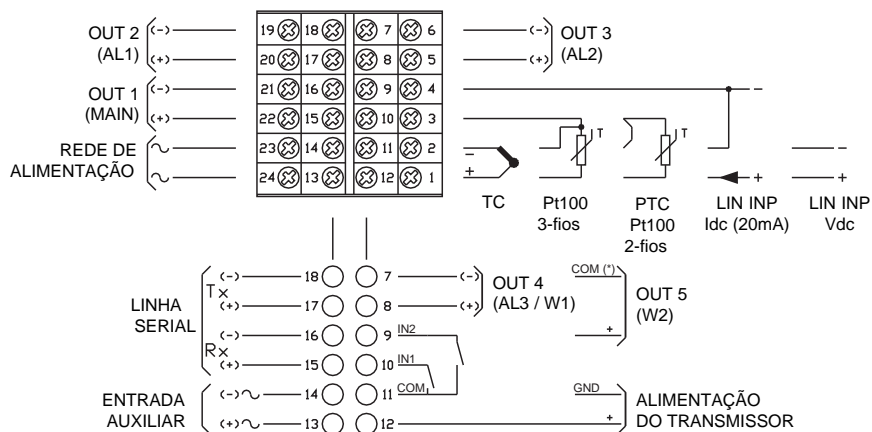 OUT 2 (-) 19 18 7 6 (-) OUT 3
(AL1) (+) 20 17 8 5 (+) (AL2)
OUT 1 (-) 21 16 9 4 -
(MAIN) (+) 22 15 10 3 T T
REDE DE 23 14 11 2 - -
ALIMENTAÇÃO 24 13 12 1 + + +
TC Pt100 PTC LIN INP LIN INP
3-fios Pt100 Idc (20mA) Vdc
2-fios
(-) 18 7 (-) OUT 4 COM (*) OUT 5
Tx (+) 17 8 (+) (AL3 / W1) (W2)
LINHA
SERIAL (-) 16 9 IN2 +
Rx (+) 15 10 IN1
ENTRADA (-) 14 11 COM GND ALIMENTAÇÃO
AUXILIAR (+) 13 12 + DO TRANSMISSOR